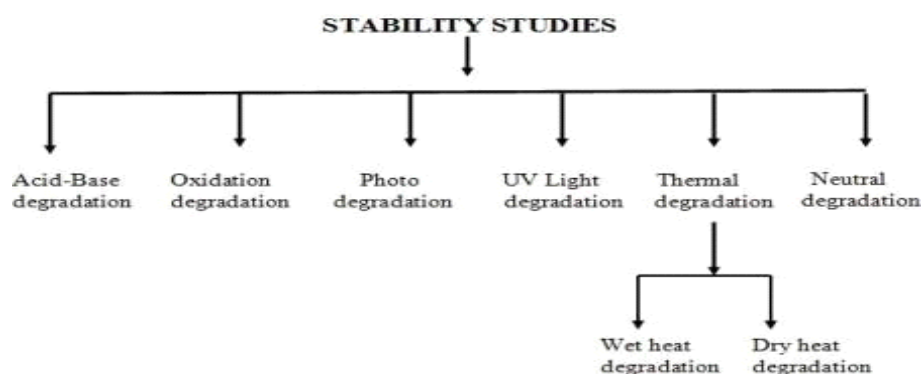 STABILITY STUDIES
Acid-Base
degradation
Oxidation
degradation
Photo
degradation
UV Light
degradation
Thermal
degradation
Neutral
degradation
Wet heat
degradation
Dry heat
degradation